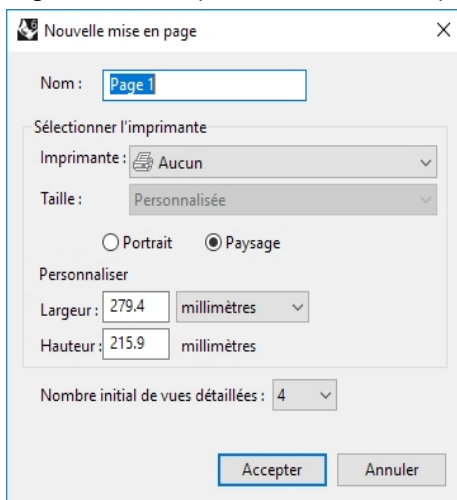 Nouvelle mise en page
Nom : Page 1
Sélectionner l'imprimante
Imprimante : Aucun
Taille : Personnalisée
Portrait Paysage
Personnaliser
Largeur : 279.4 millimètres
Hauteur : 215.9 millimètres
Nombre initial de vues détaillées : 4
Accepter Annuler